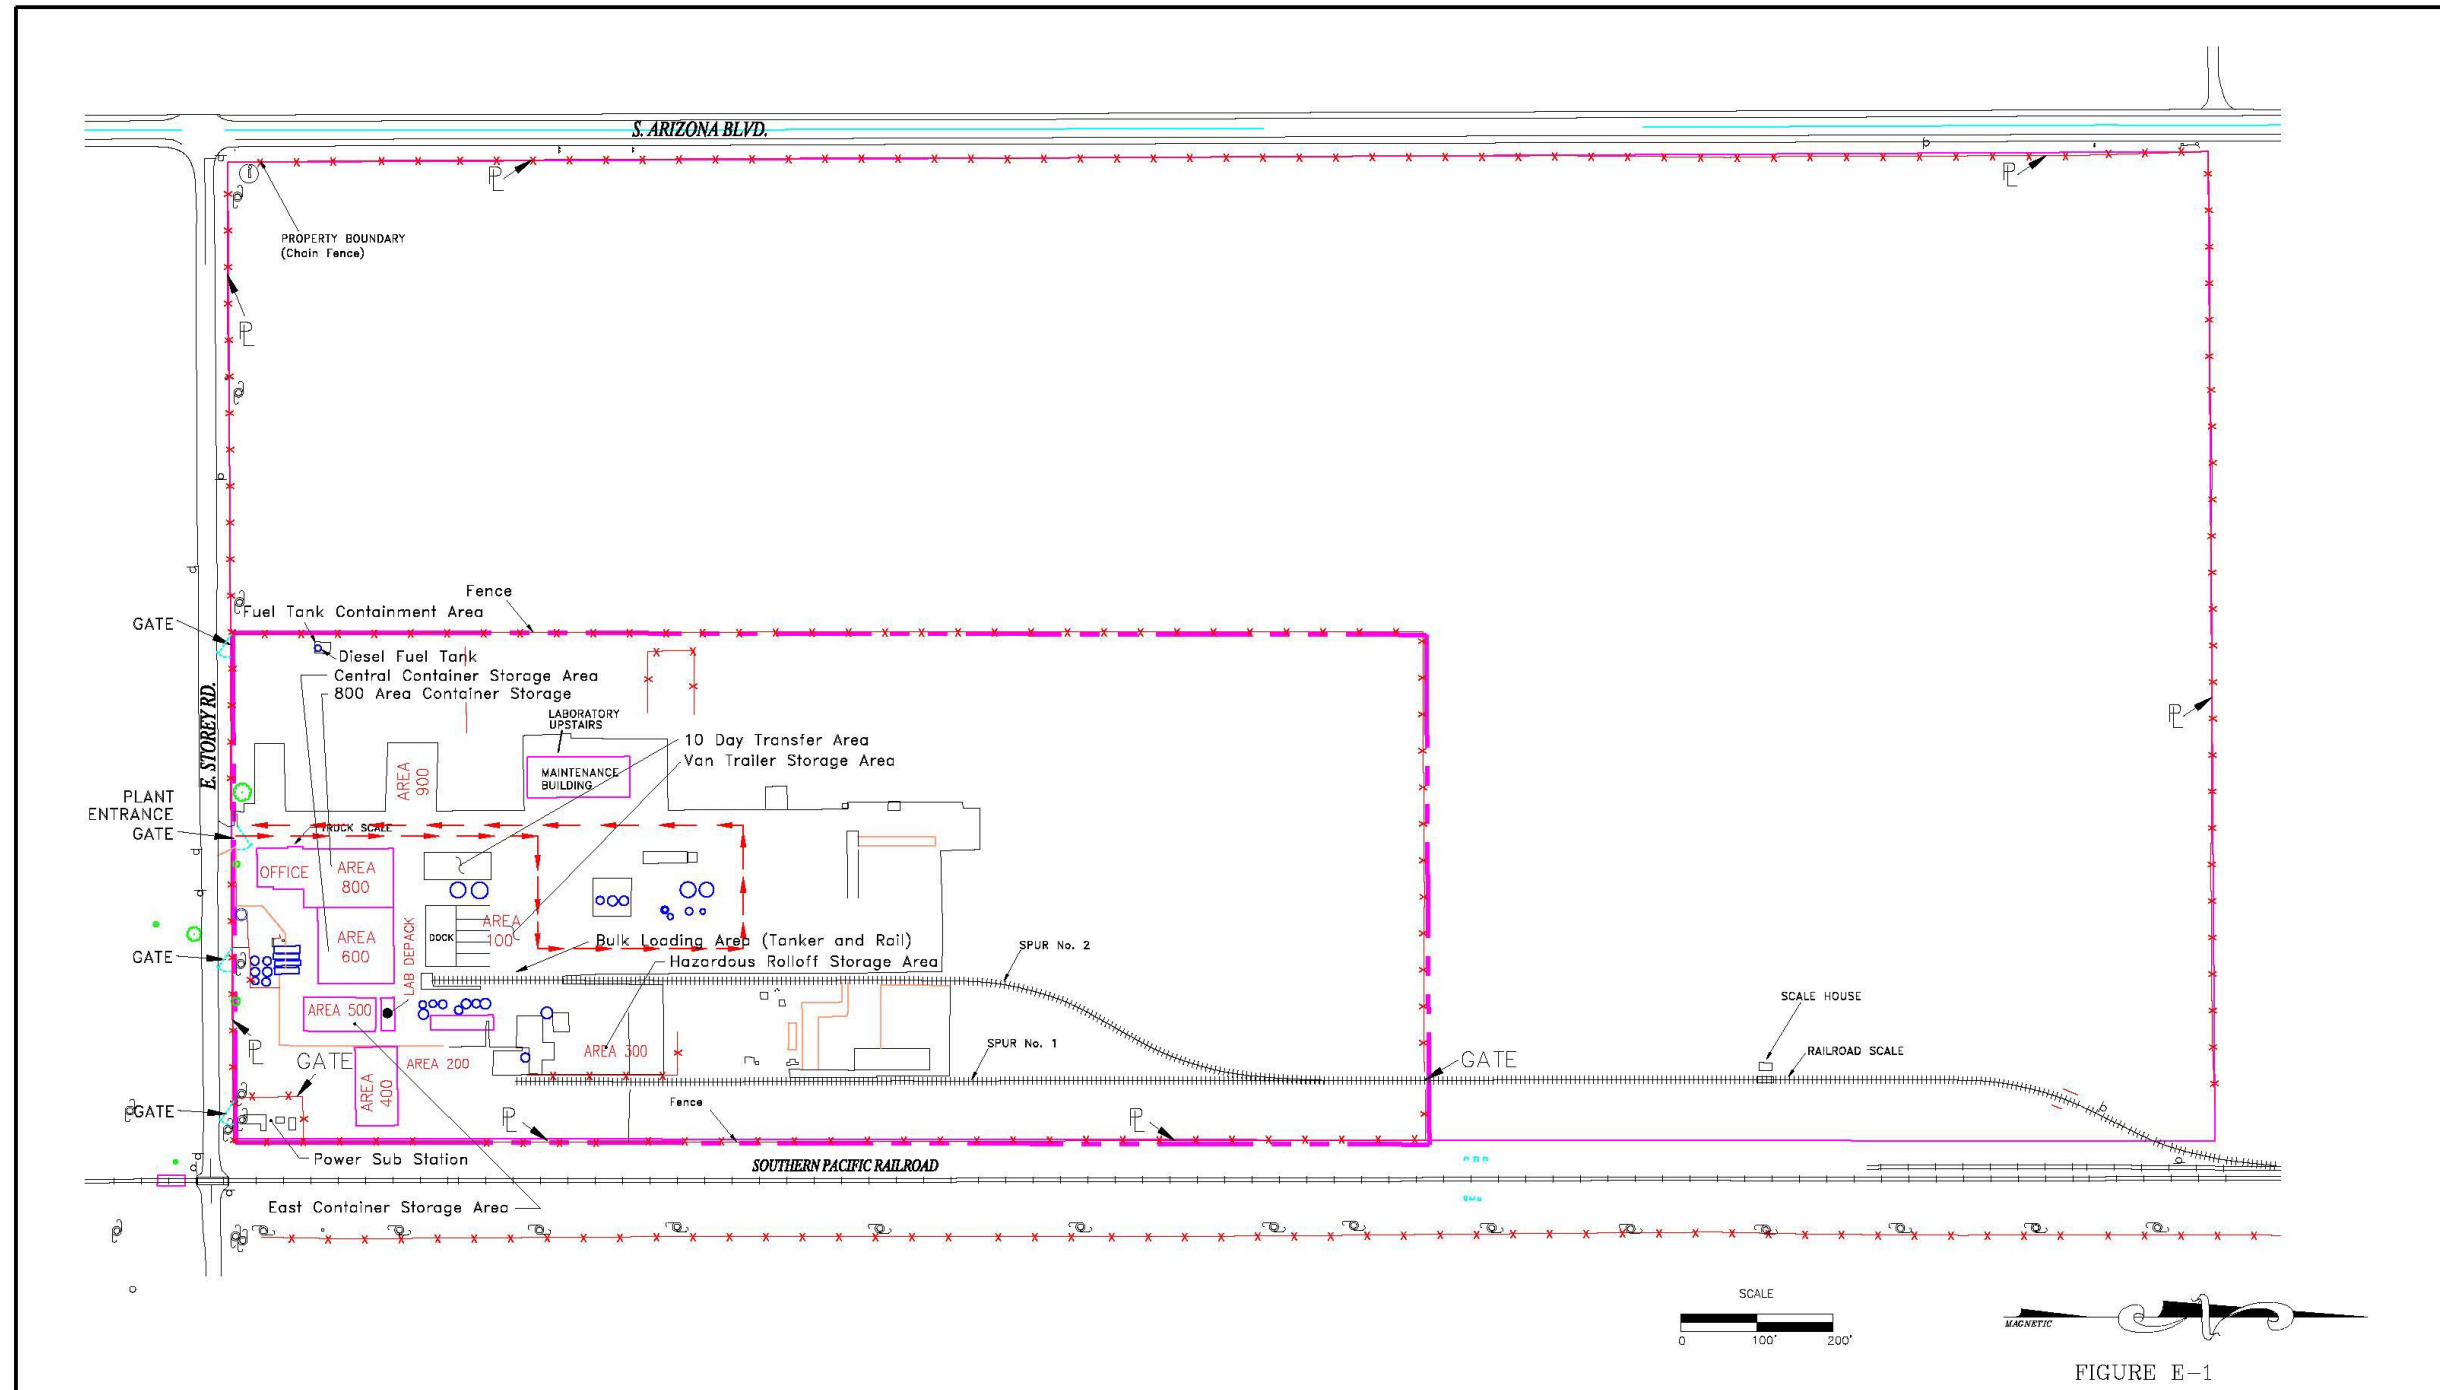 S. ARIZONA BLVD.
PL
PL
PROPERTY BOUNDARY
(Chain Fence)
PL
Fence
Fuel Tank Containment Area
GATE
Diesel Fuel Tank
Central Container Storage Area
800 Area Container Storage
E. STOREY RD.
LABORATORY
UPSTAIRS
PL
10 Day Transfer Area
Van Trailer Storage Area
AREA
900
MAINTENANCE
BUILDING
PLANT
ENTRANCE
GATE
TRUCK SCALE
OFFICE
AREA
800
AREA
100
DOCK
LAB DEPACK
AREA
600
Bulk Loading Area (Tanker and Rail)
Hazardous Rolloff Storage Area
SPUR No. 2
GATE
AREA 500
SCALE HOUSE
SPUR No. 1
RAILROAD SCALE
PL
GATE
AREA 200
AREA 300
GATE
AREA
400
Fence
GATE
PL
PL
Power Sub Station
SOUTHERN PACIFIC RAILROAD
East Container Storage Area
SCALE
0 100' 200'
MAGNETIC
FIGURE E-1